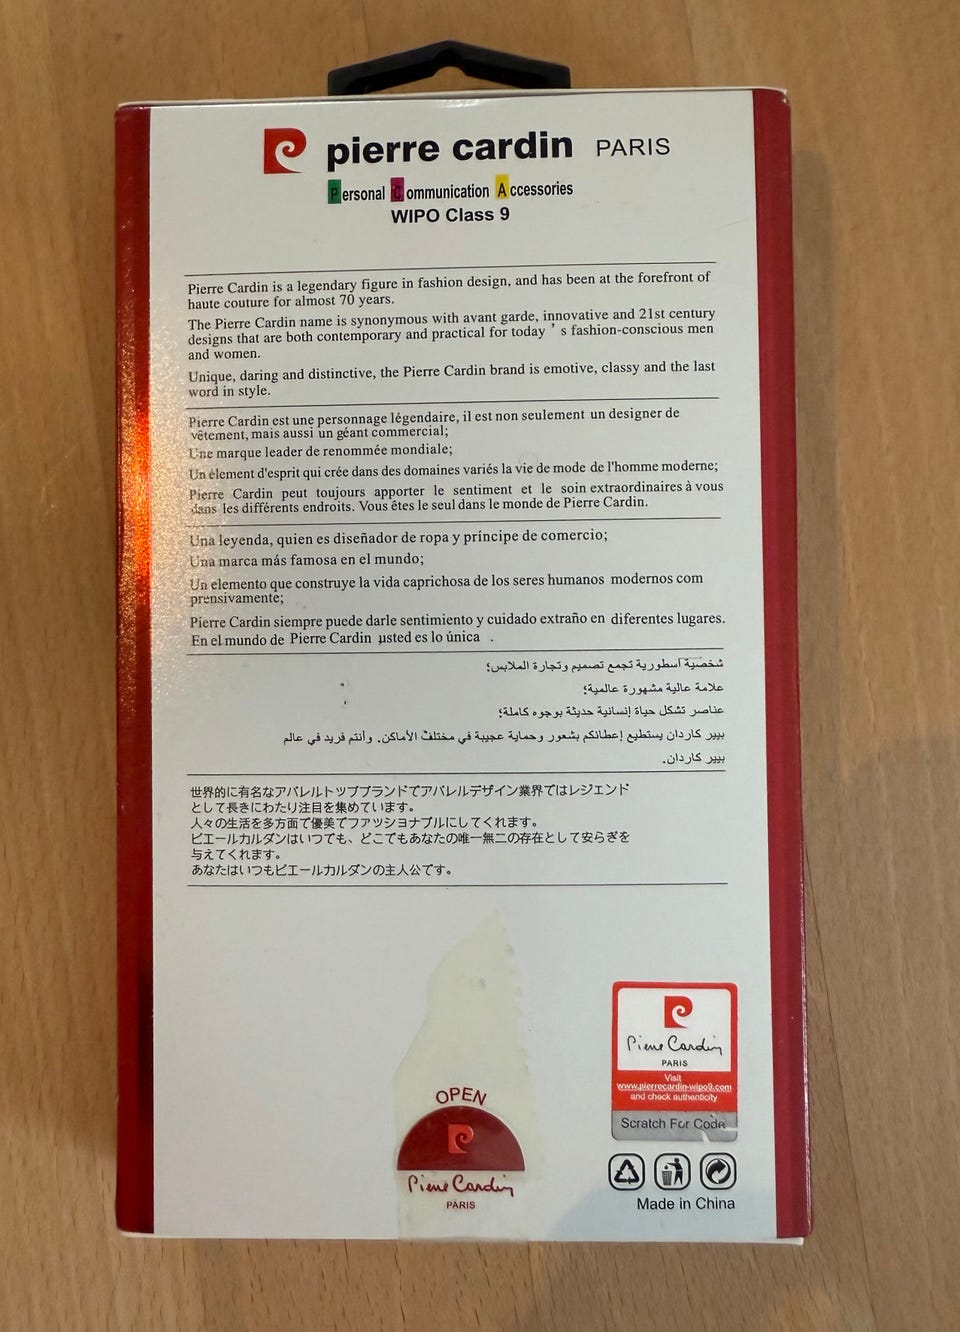 pierre cardin PARIS
Personal Communication Accessories
WIPO Class 9
Pierre Cardin is a legendary figure in fashion design, and has been at the forefront of
haute couture for almost 70 years.
The Pierre Cardin name is synonymous with avant garde, innovative and 21st century
designs that are both contemporary and practical for today ’ s fashion-conscious men
and women.
Unique, daring and distinctive, the Pierre Cardin brand is emotive, classy and the last
word in style.
Pierre Cardin est une personnage légendaire, il est non seulement un designer de
vêtement, mais aussi un géant commercial;
Une marque leader de renommée mondiale;
Un élement d'esprit qui crée dans des domaines variés la vie de mode de l'homme moderne;
Pierre Cardin peut toujours apporter le sentiment et le soin extraordinaires à vous
dans les différents endroits. Vous êtes le seul dans le monde de Pierre Cardin.
Una leyenda, quien es diseñador de ropa y príncipe de comercio;
Una marca más famosa en el mundo;
Un elemento que construye la vida caprichosa de los seres humanos modernos com
prensivamente;
Pierre Cardin siempre puede darle sentimiento y cuidado extraño en diferentes lugares.
En el mundo de Pierre Cardin usted es lo única .
شخصية أسطورية تجمع تصميم وتجارة الملابس؛
علامة عالية مشهورة عالمية؛
عناصر تشكل حياة إنسانية حديثة بوجوه كاملة؛
بيير كاردان يستطيع إعطائكم بشعور وحماية عجيبة في مختلف الأماكن. وأنتم فريد في عالم
بيير كاردان.
世界的に有名なアパレルトップブランドでアパレルデザイン業界ではレジェンド
として長きにわたり注目を集めています。
人々の生活を多方面で優美でファッショナブルにしてくれます。
ピエールカルダンはいつでも、どこでもあなたの唯一無二の存在として安らぎを
与えてくれます。
あなたはいつもピエールカルダンの主人公です。
OPEN
Pierre Cardin
PARIS
Pierre Cardin
PARIS
Visit
www.pierrecardin-wipo9.com
and check authenticity
Scratch For Code
Made in China